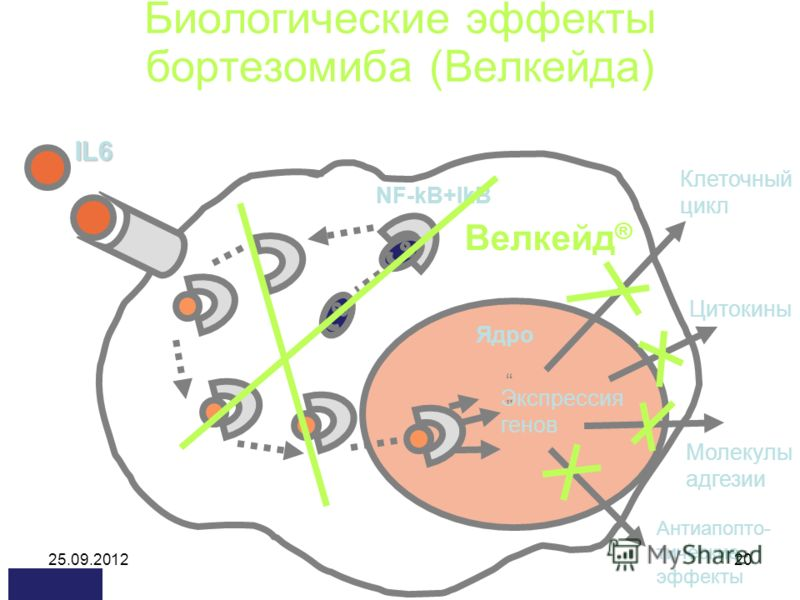 Биологические эффекты
бортезомиба (Велкейда)
IL6
NF-kB+IkB
Велкейд®
Клеточный
цикл
Цитокины
Ядро
“
Экспрессия
генов
Молекулы
адгезии
Антиапопто-
эффекты
25.09.2012
20
MyShared